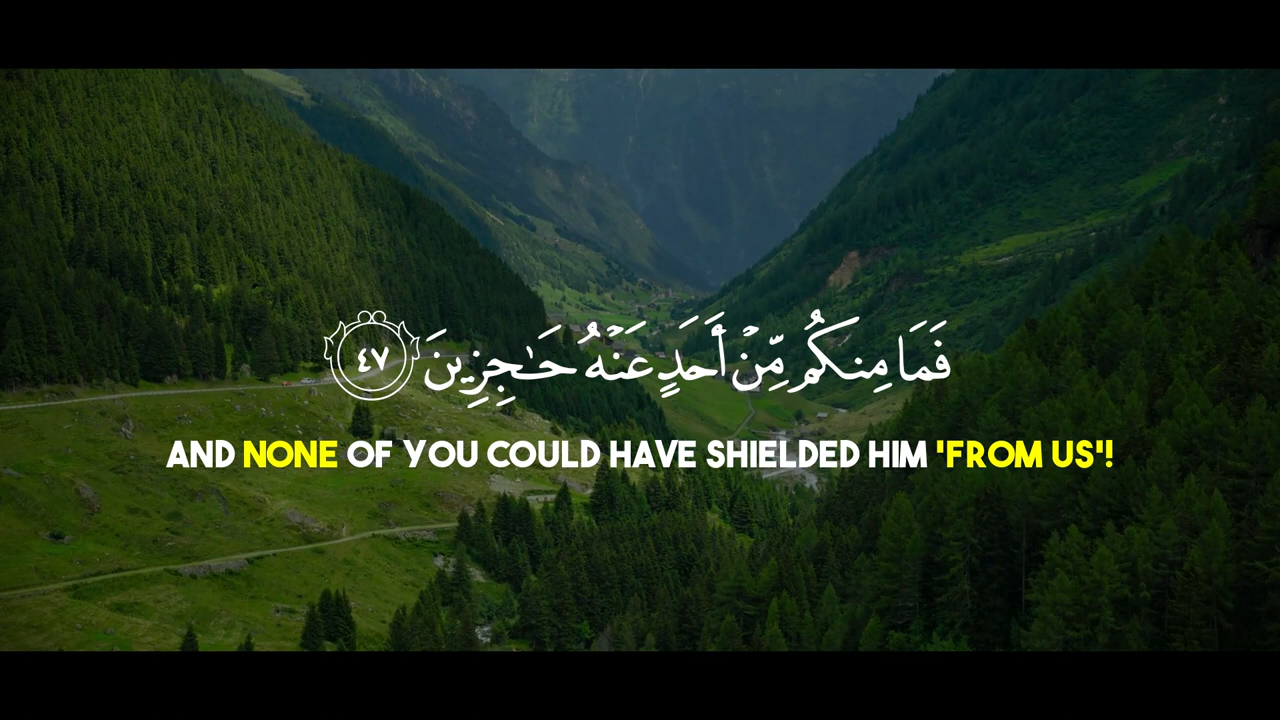 فَمَا مِنكُم مِّنْ أَحَدٍ عَنْهُ حَـٰجِزِينَ ٤٧
AND NONE OF YOU COULD HAVE SHIELDED HIM 'FROM US'!